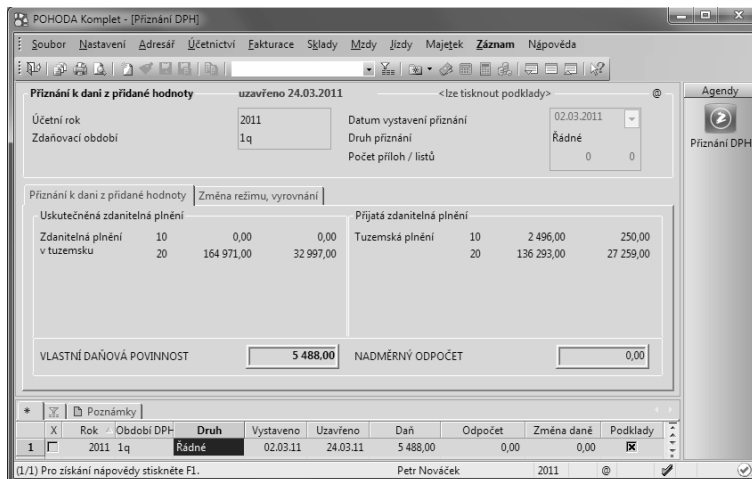 POHODA Komplet - [Přiznání DPH]
Soubor Nastavení Adresář Účetnictví Fakturace Sklady Mzdy Jízdy Majetek Záznam Nápověda
Přiznání k dani z přidané hodnoty uzavřeno 24.03.2011 <lze tisknout podklady> @
Účetní rok 2011 Datum vystavení přiznání 02.03.2011
Zdaňovací období 1q Druh přiznání Řádné
Počet příloh / listů 0 0
Agendy
Přiznání DPH
Přiznání k dani z přidané hodnoty Změna režimu, vyrovnání
Uskutečněná zdanitelná plnění Přijatá zdanitelná plnění
Zdanitelná plnění 10 0,00 0,00 Tuzemská plnění 10 2 496,00 250,00
v tuzemsku 20 164 971,00 32 997,00 20 136 293,00 27 259,00
VLASTNÍ DAŇOVÁ POVINNOST 5 488,00 NADMĚRNÝ ODPOČET 0,00
* Poznámky
X Rok Období DPH Druh Vystaveno Uzavřeno Daň Odpočet Změna daně Podklady
1 2011 1q Řádné 02.03.11 24.03.11 5 488,00 0,00 0,00
(1/1) Pro získání nápovědy stiskněte F1. Petr Nováček 2011 @